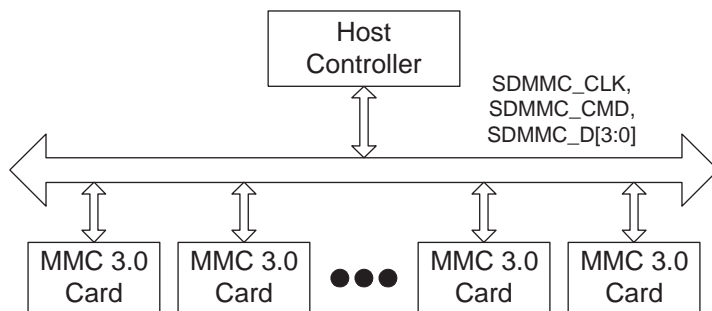 Host
Controller
SDMMC_CLK,
SDMMC_CMD,
SDMMC_D[3:0]
MMC 3.0
Card
MMC 3.0
Card
MMC 3.0
Card
MMC 3.0
Card